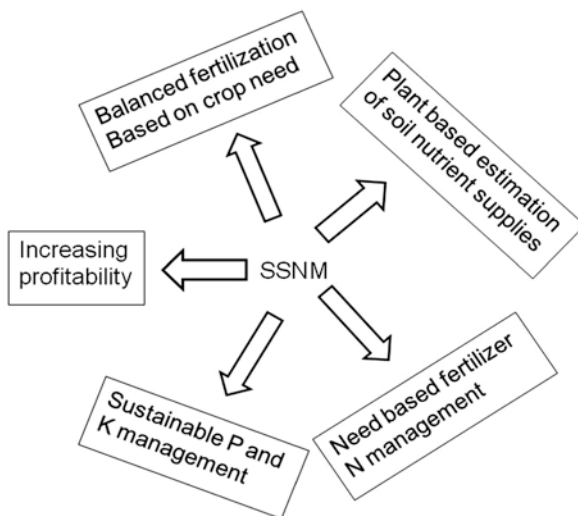 Balanced fertilization
Based on crop need
Plant based estimation
of soil nutrient supplies
Increasing
profitability
SSNM
Sustainable P and
K management
Need based fertilizer
N management